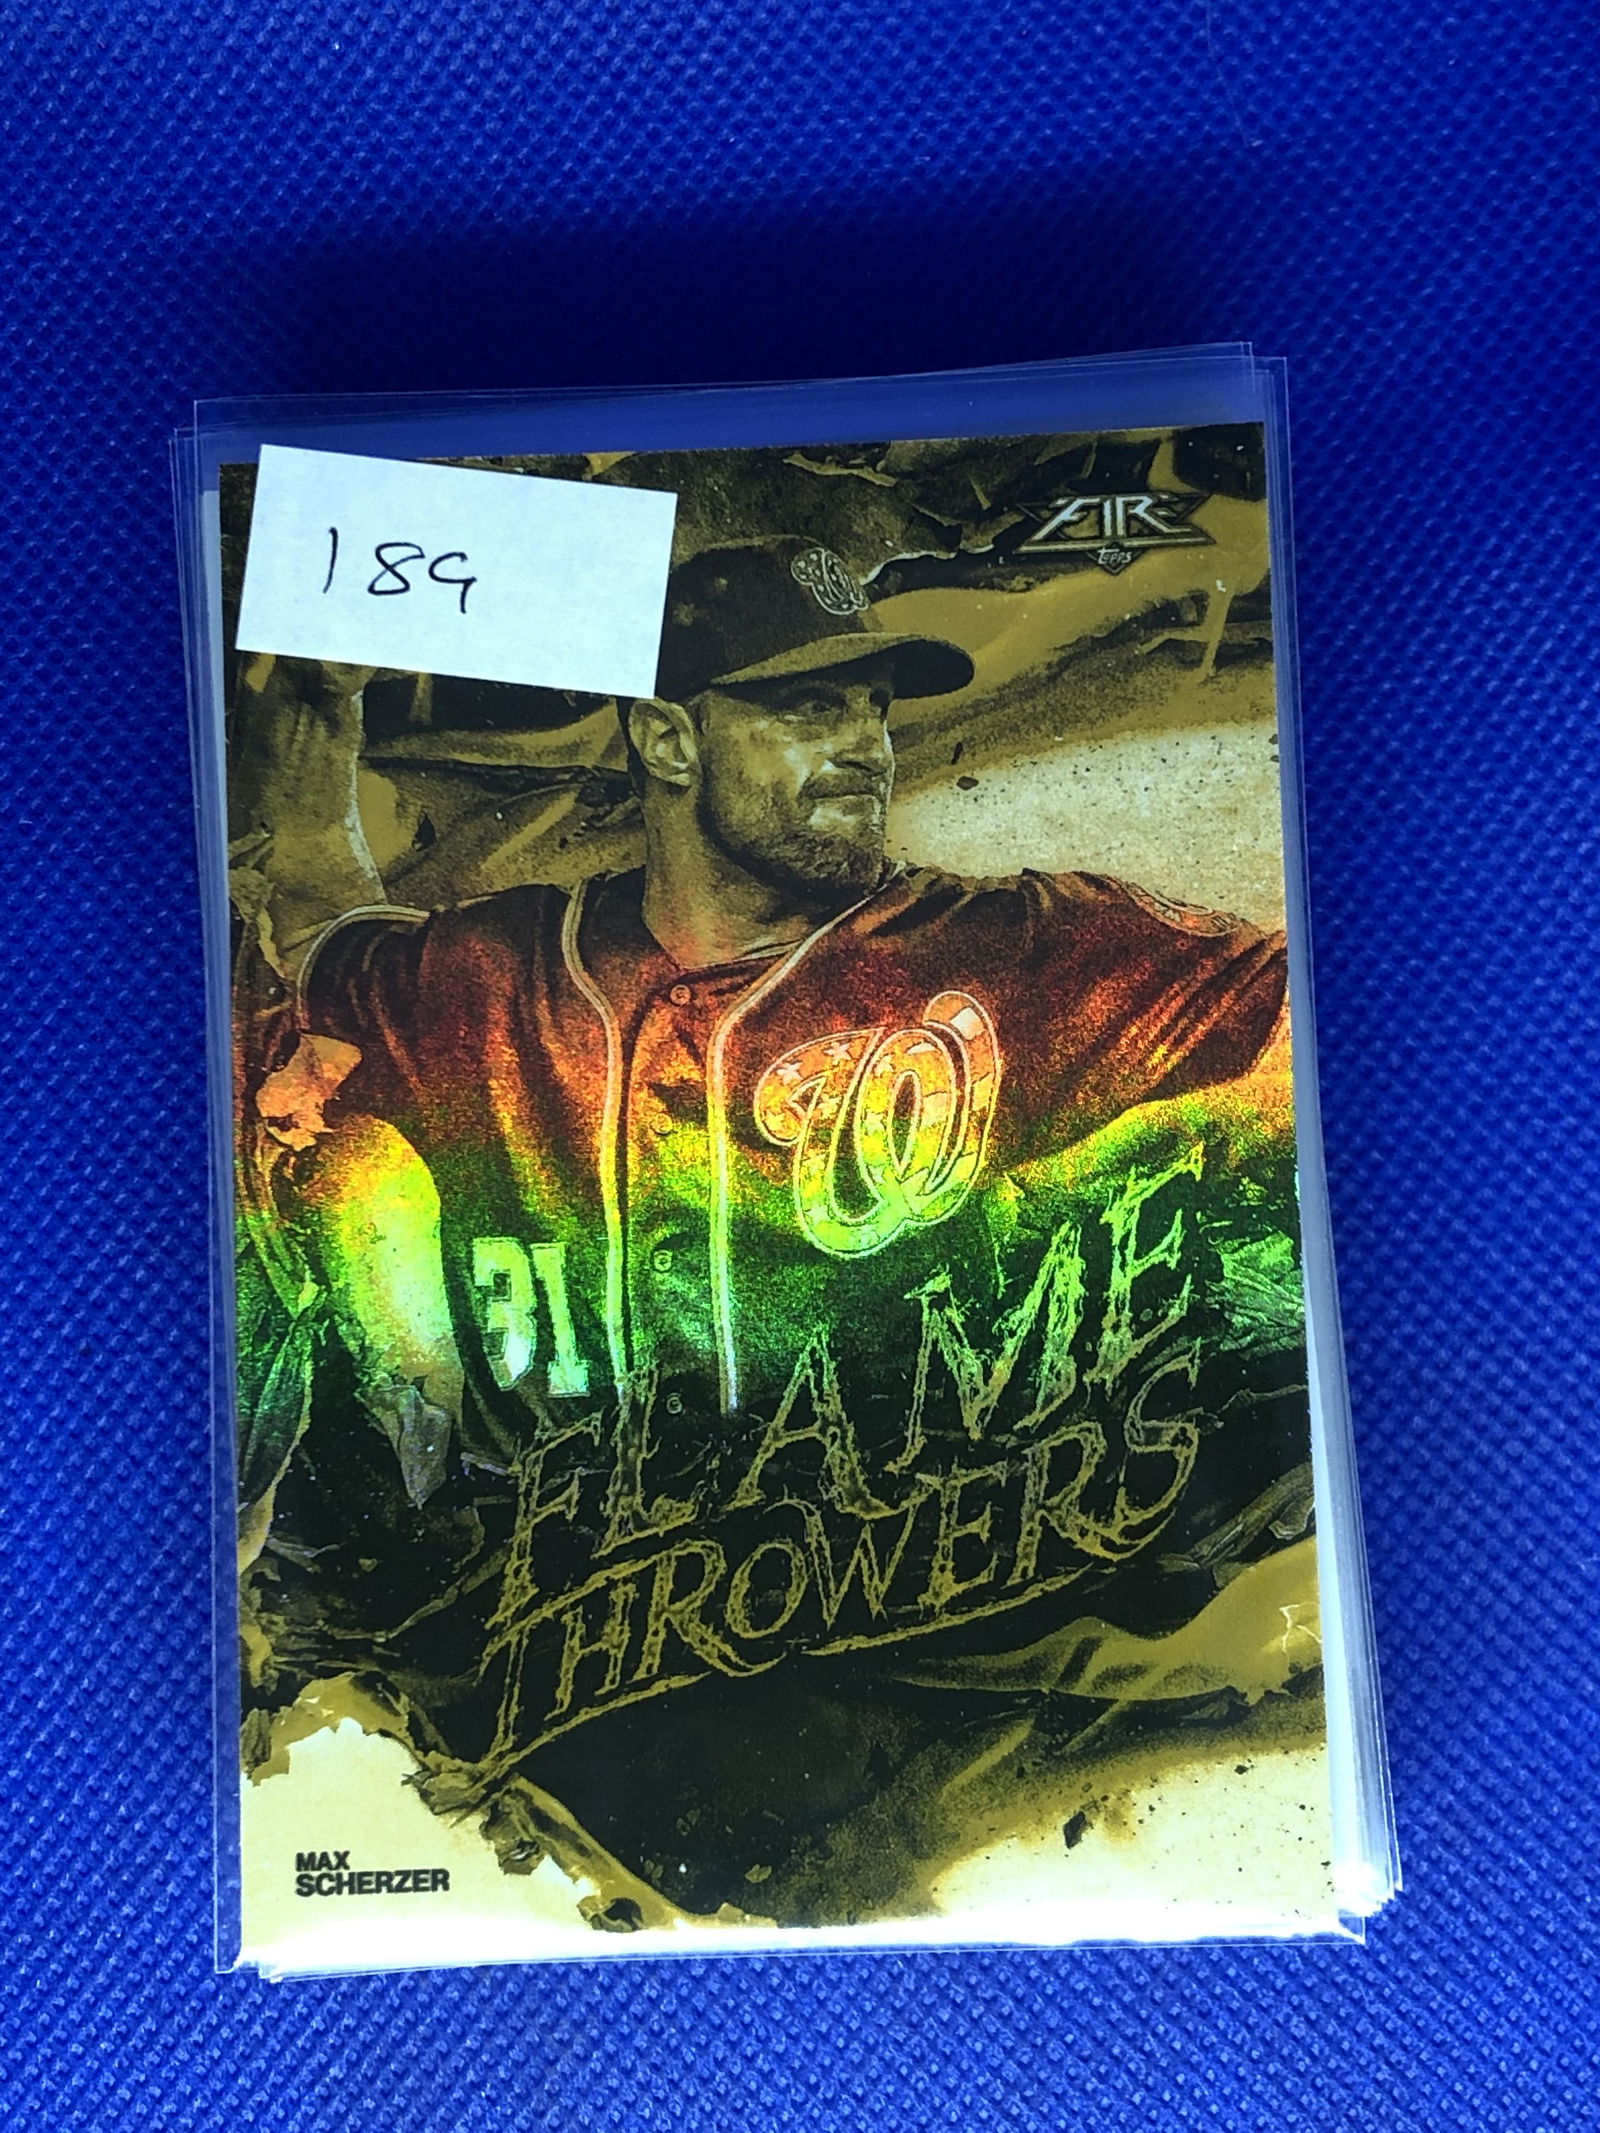 189
FIRE
Topps
W
W
31
FLAME
THROWERS
MAX
SCHERZER